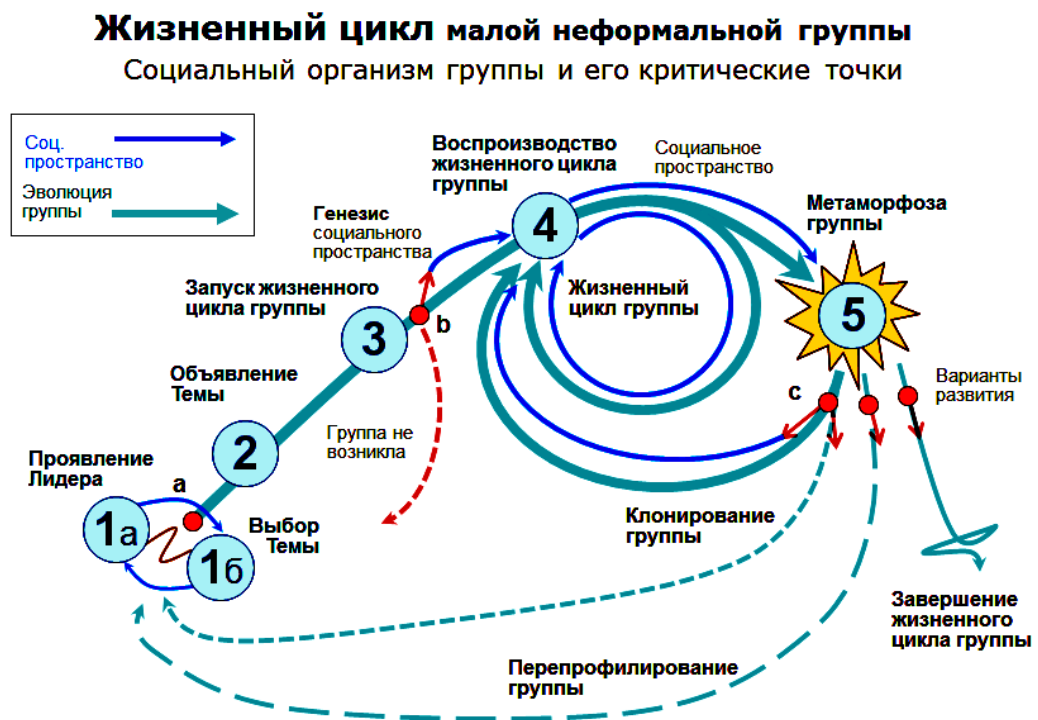 Жизненный цикл малой неформальной группы
Социальный организм группы и его критические точки
Соц.
пространство
Эволюция
группы
Воспроизводство
жизненного цикла
группы
Социальное
пространство
Метаморфоза
группы
Генезис
социального
пространства
4
Запуск жизненного
цикла группы
Жизненный
цикл группы
5
3
b
Объявление
Темы
c
Варианты
развития
Группа не
возникла
2
Проявление
Лидера
a
1а
Выбор
Темы
1б
Клонирование
группы
Завершение
жизненного
цикла группы
Перепрофилирование
группы